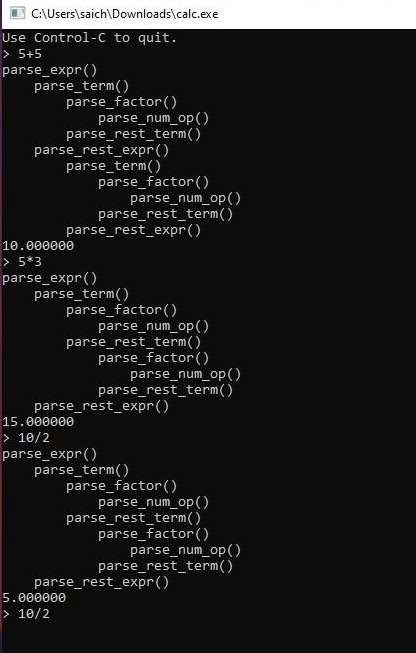 C:\Users\saich\Downloads\calc.exe
Use Control-C to quit.
> 5+5
parse_expr()
    parse_term()
        parse_factor()
            parse_num_op()
        parse_rest_term()
    parse_rest_expr()
        parse_term()
            parse_factor()
                parse_num_op()
            parse_rest_term()
        parse_rest_expr()
10.000000
> 5*3
parse_expr()
    parse_term()
        parse_factor()
            parse_num_op()
        parse_rest_term()
            parse_factor()
                parse_num_op()
            parse_rest_term()
    parse_rest_expr()
15.000000
> 10/2
parse_expr()
    parse_term()
        parse_factor()
            parse_num_op()
        parse_rest_term()
            parse_factor()
                parse_num_op()
            parse_rest_term()
    parse_rest_expr()
5.000000
> 10/2